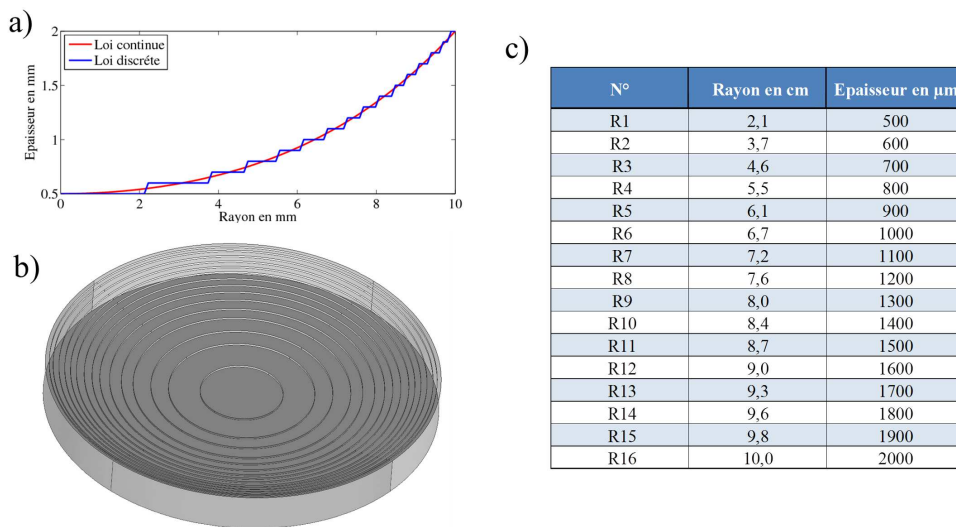 a)
2
1.5
1
0.5
0
2
4
6
8
10
Epaisseur en mm
Rayon en mm
Loi continue
Loi discréte
b)
c)
N° Rayon en cm Epaisseur en µm
R1 2,1 500
R2 3,7 600
R3 4,6 700
R4 5,5 800
R5 6,1 900
R6 6,7 1000
R7 7,2 1100
R8 7,6 1200
R9 8,0 1300
R10 8,4 1400
R11 8,7 1500
R12 9,0 1600
R13 9,3 1700
R14 9,6 1800
R15 9,8 1900
R16 10,0 2000